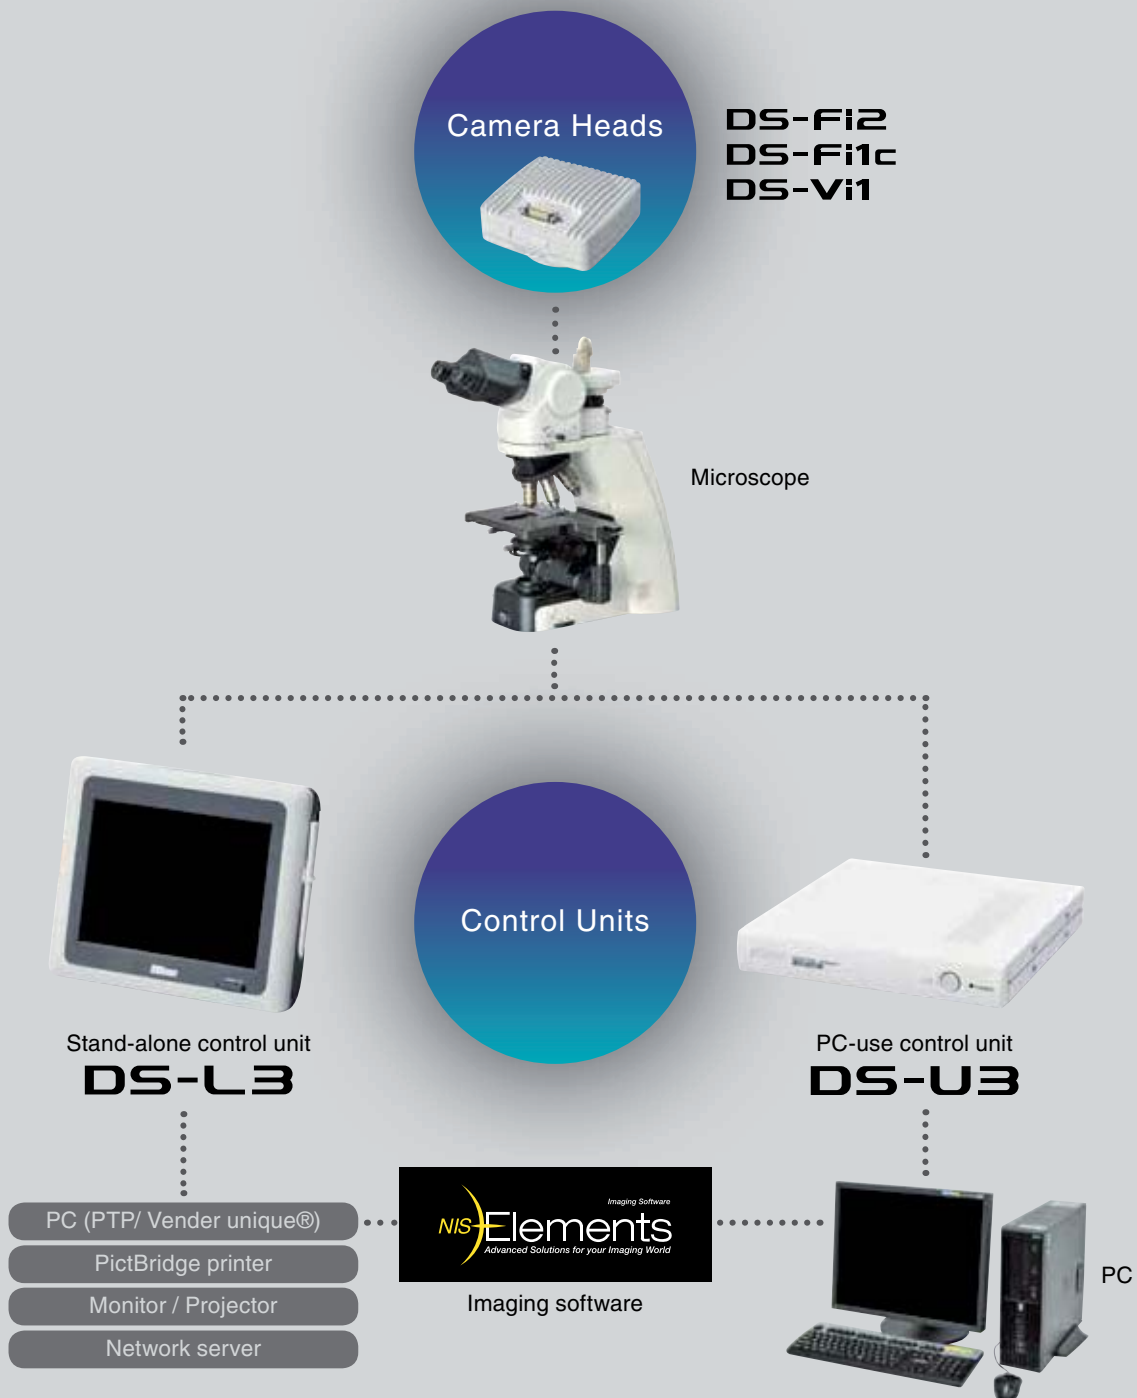 Camera Heads
DS-Fi2
DS-Fi1c
DS-Vi1
Microscope
Control Units
Stand-alone control unit
DS-L3
PC-use control unit
DS-U3
PC (PTP/ Vender unique®)
PictBridge printer
Monitor / Projector
Network server
Imaging Software
NIS Elements
Advanced Solutions for your Imaging World
Imaging software
PC